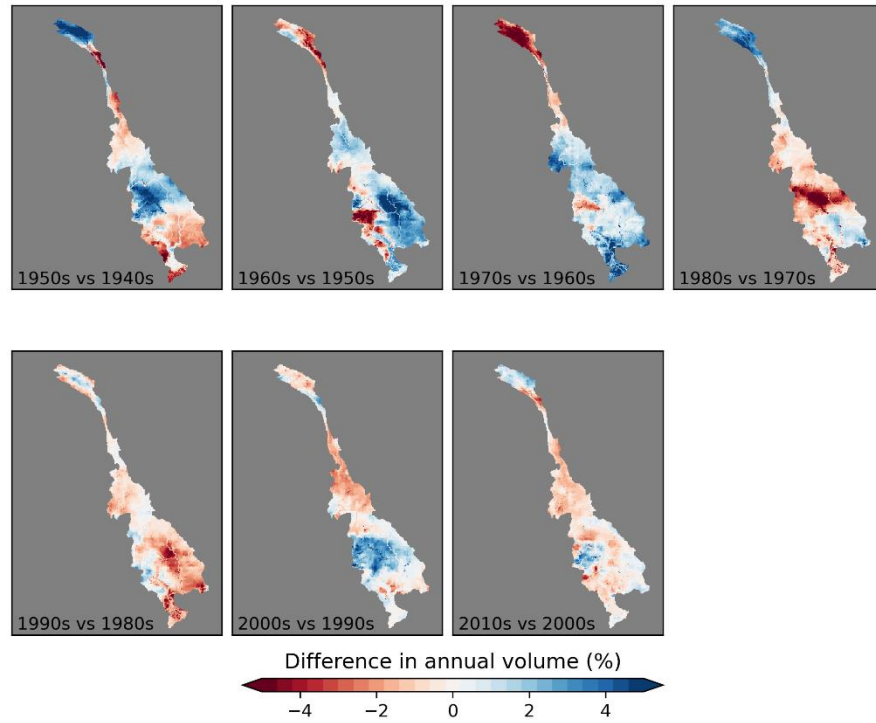 1950s vs 1940s
1960s vs 1950s
1970s vs 1960s
1980s vs 1970s
1990s vs 1980s
2000s vs 1990s
2010s vs 2000s
Difference in annual volume (%)
−4 −2 0 2 4